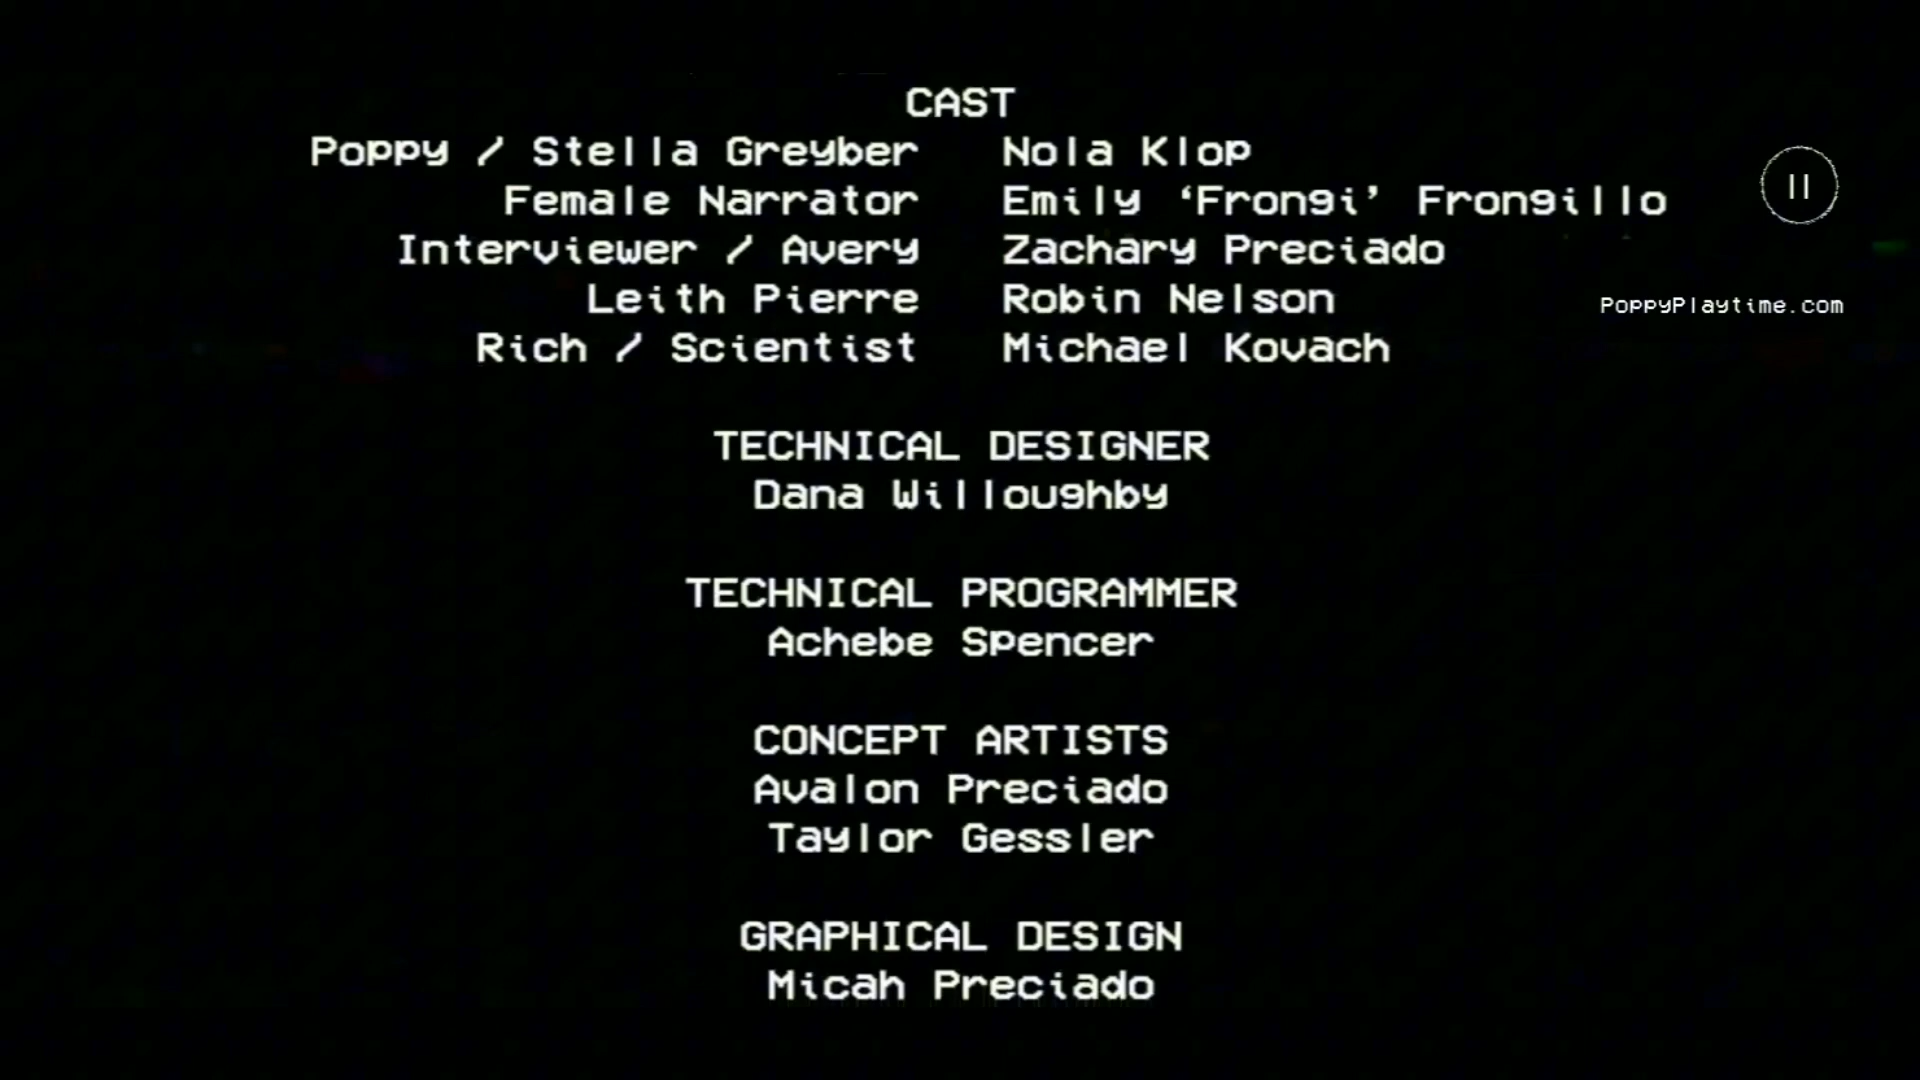 CAST
Poppy / Stella Greyber Nola Klop
Female Narrator Emily ‘Frongi’ Frongillo
Interviewer / Avery Zachary Preciado
Leith Pierre Robin Nelson
Rich / Scientist Michael Kovach
PoppyPlaytime.com
TECHNICAL DESIGNER
Dana Willoughby
TECHNICAL PROGRAMMER
Achebe Spencer
CONCEPT ARTISTS
Avalon Preciado
Taylor Gessler
GRAPHICAL DESIGN
Micah Preciado